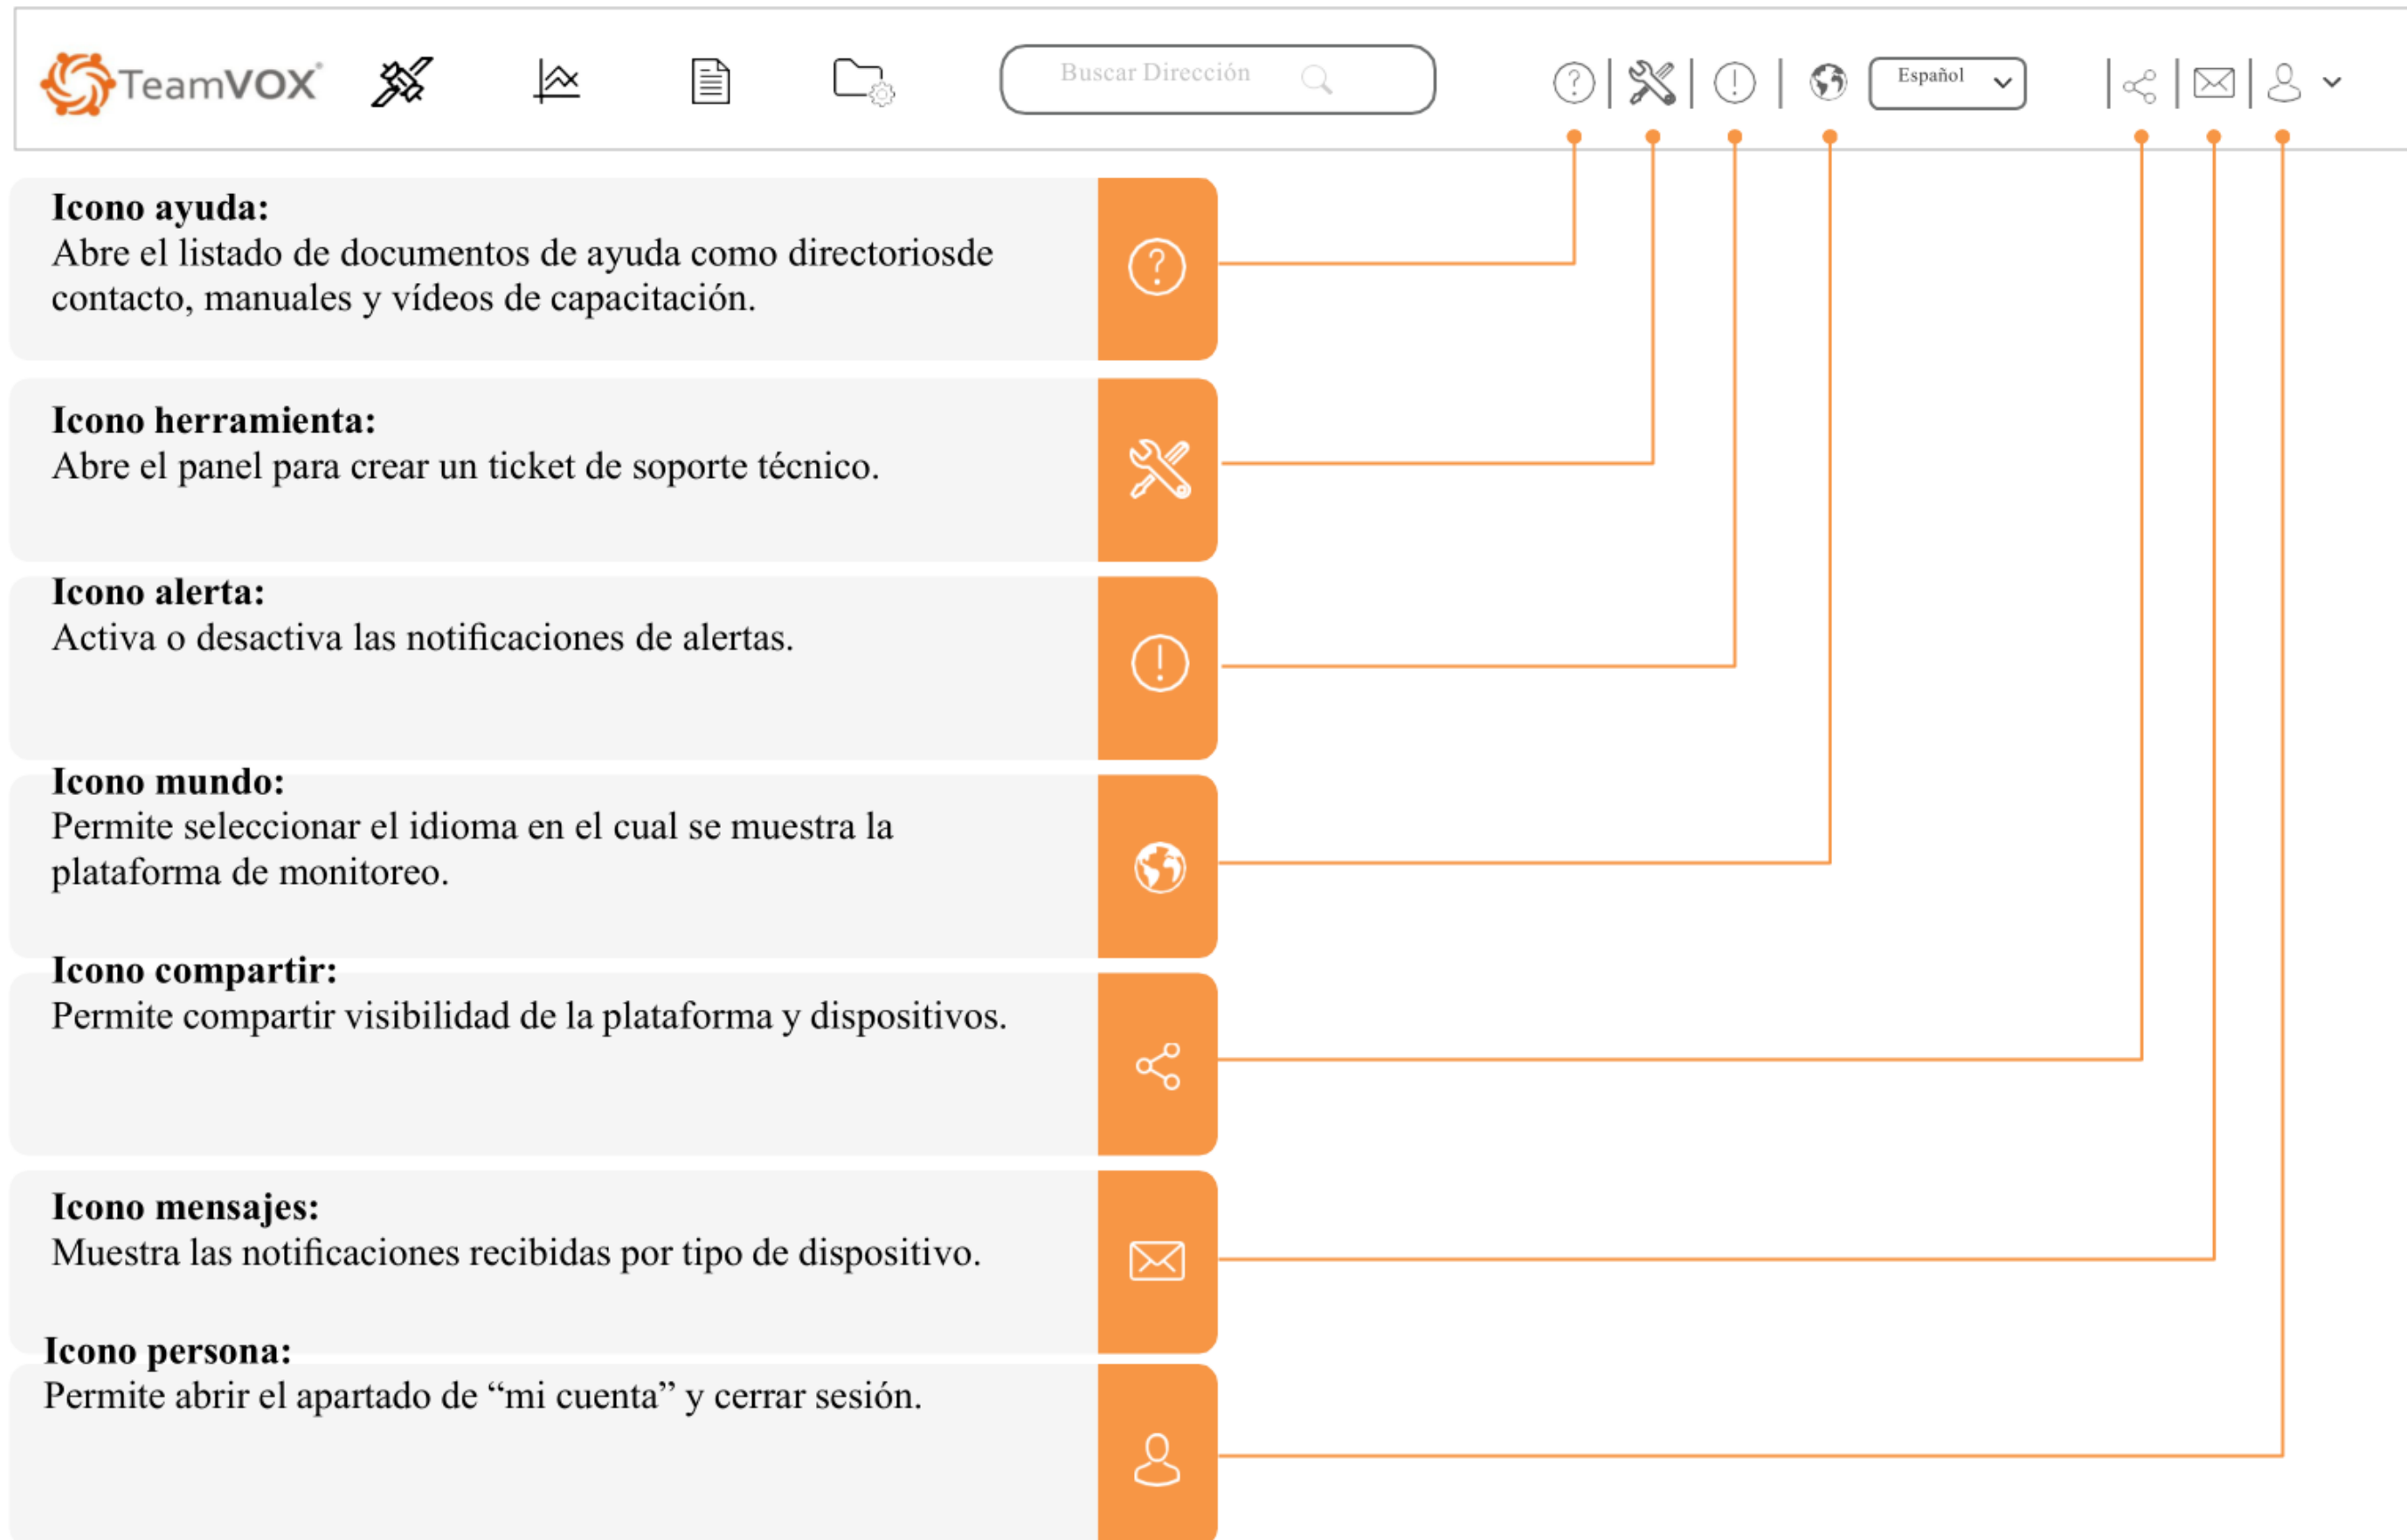 TeamVOX®
Buscar Dirección
Español
Icono ayuda:
Abre el listado de documentos de ayuda como directoriosde
contacto, manuales y vídeos de capacitación.
Icono herramienta:
Abre el panel para crear un ticket de soporte técnico.
Icono alerta:
Activa o desactiva las notificaciones de alertas.
Icono mundo:
Permite seleccionar el idioma en el cual se muestra la
plataforma de monitoreo.
Icono compartir:
Permite compartir visibilidad de la plataforma y dispositivos.
Icono mensajes:
Muestra las notificaciones recibidas por tipo de dispositivo.
Icono persona:
Permite abrir el apartado de “mi cuenta” y cerrar sesión.